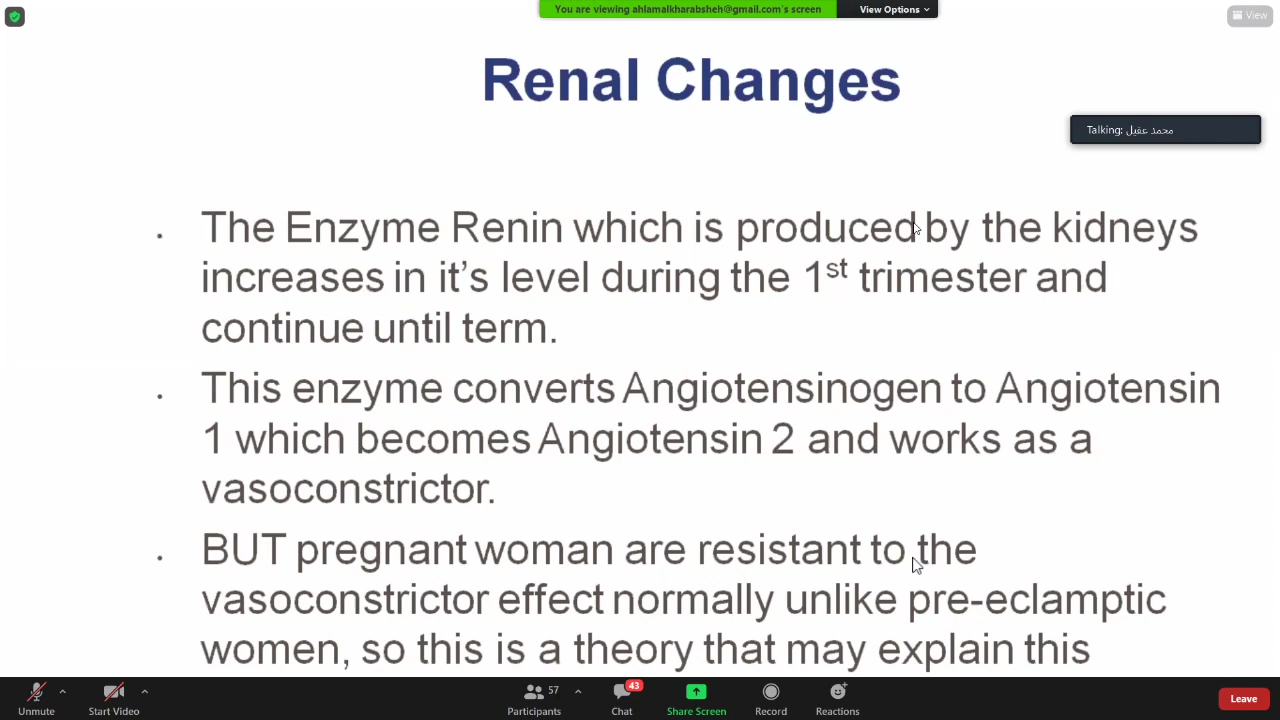 You are viewing ahlamalkharabsheh@gmail.com's screen
View Options
View
Renal Changes
Talking: محمد عقيل
. The Enzyme Renin which is produced by the kidneys
increases in it's level during the 1st trimester and
continue until term.
. This enzyme converts Angiotensinogen to Angiotensin
1 which becomes Angiotensin 2 and works as a
vasoconstrictor.
. BUT pregnant woman are resistant to the
vasoconstrictor effect normally unlike pre-eclamptic
women, so this is a theory that may explain this
57
43
Unmute
Start Video
Participants
Chat
Share Screen
Record
Reactions
Leave